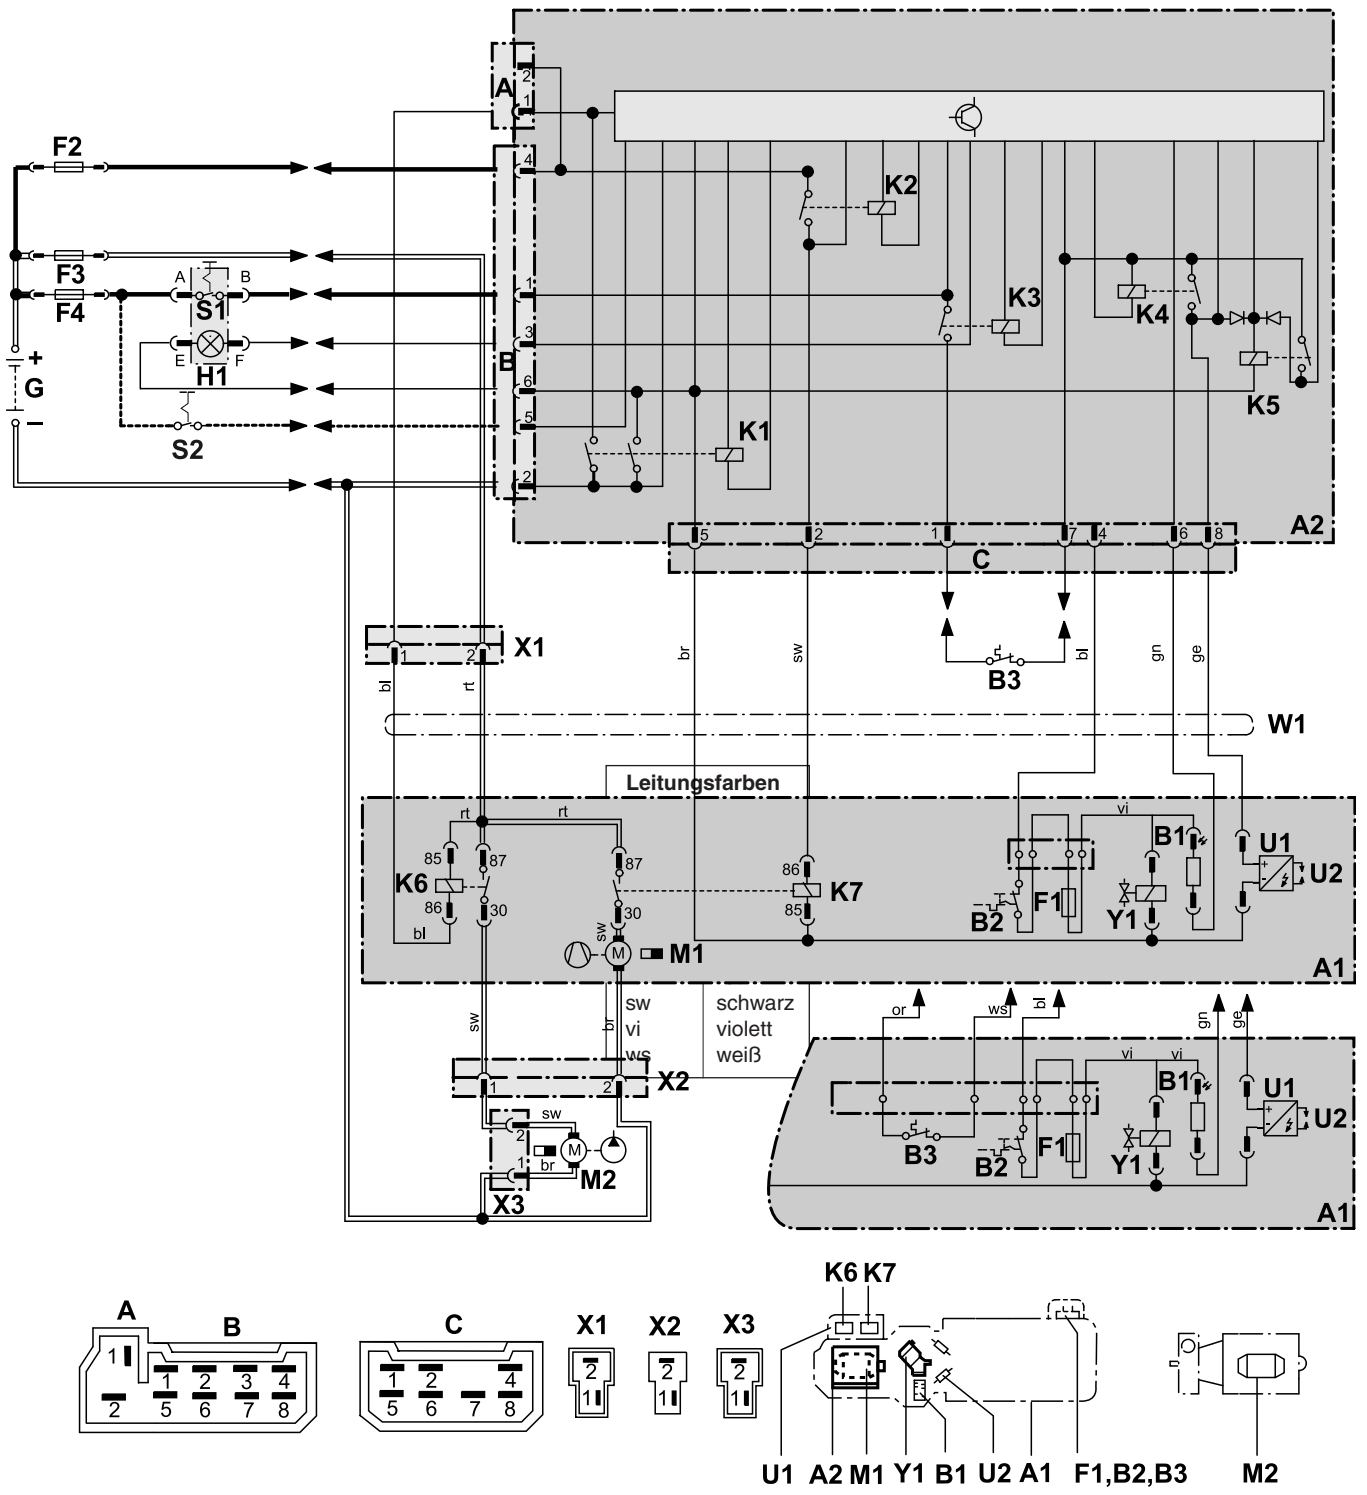 A
2
1
F2
4
K2
F3
A
B
S1
F4
1
K3
K4
E
F
H1
3
B
+
G
−
6
K5
5
S2
K1
2
A2
5
2
1
7
4
6
8
C
X1
1
2
bl
rt
br
sw
B3
bl
gn
ge
W1
Leitungsfarben
rt
rt
vi
B1
U1
85
87
87
86
K6
K7
+
-
U2
86
30
30
85
B2
F1
Y1
bl
sw
M
M1
A1
sw
br
sw
vi
ws
schwarz
violett
weiß
or
ws
bl
gn
ge
vi
vi
1
2
X2
B1
U1
+
-
U2
sw
2
M
B3
B2
F1
Y1
1
br
M2
X3
A1
K6 K7
A
B
C
X1
X2
X3
1
2
1
2
3
4
5
6
7
8
1
2
4
5
6
7
8
2
1
2
1
2
1
U1 A2 M1 Y1 B1 U2 A1 F1,B2,B3 M2